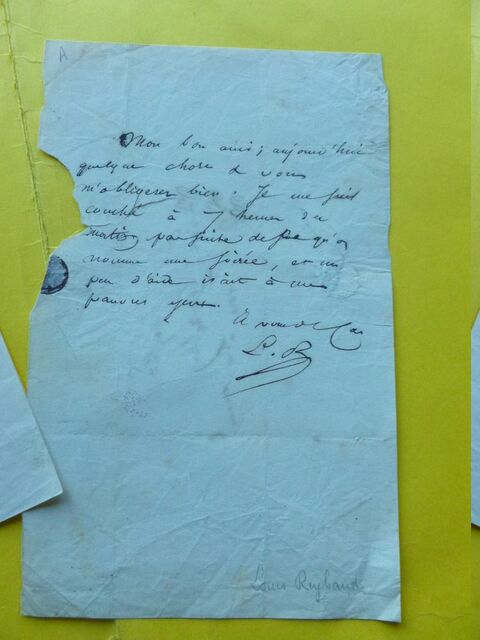 A
Mon bon ami, aujourd'hui
quelque chose de vous
m'obligerez bien. Je me suis
couché à 7 heures du
matin par suite de ce qu'on
nomme une soirée, et un
peu d'aide à
pauvres yeux.
À vous de
L. R
Louis Reybaud